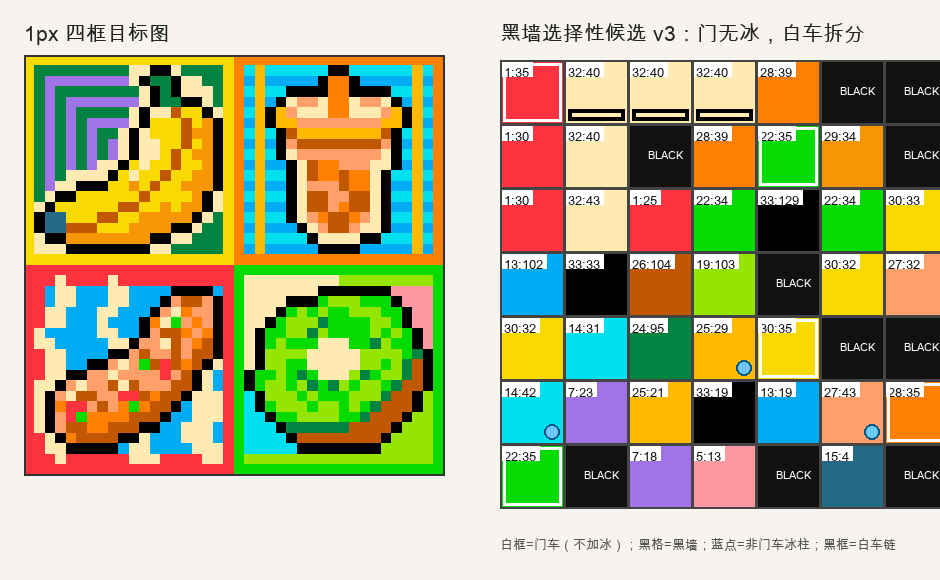 1px 四框目标图
黑墙选择性候选 v3：门无冰，白车拆分
1:35 32:40 32:40 32:40 28:39 BLACK BLACK
1:30 32:40 BLACK 28:39 22:35 29:34 BLACK
1:30 32:43 1:25 22:34 33:129 22:34 30:33
13:102 33:33 26:104 19:103 BLACK 30:32 27:32
30:32 14:31 24:95 25:29 30:35 BLACK BLACK
14:42 7:23 25:21 33:19 13:19 27:43 28:35
22:35 BLACK 7:18 5:13 BLACK 15:4 BLACK
白框=门车（不加冰）；黑格=黑墙；蓝点=非门车冰柱；黑框=白车链